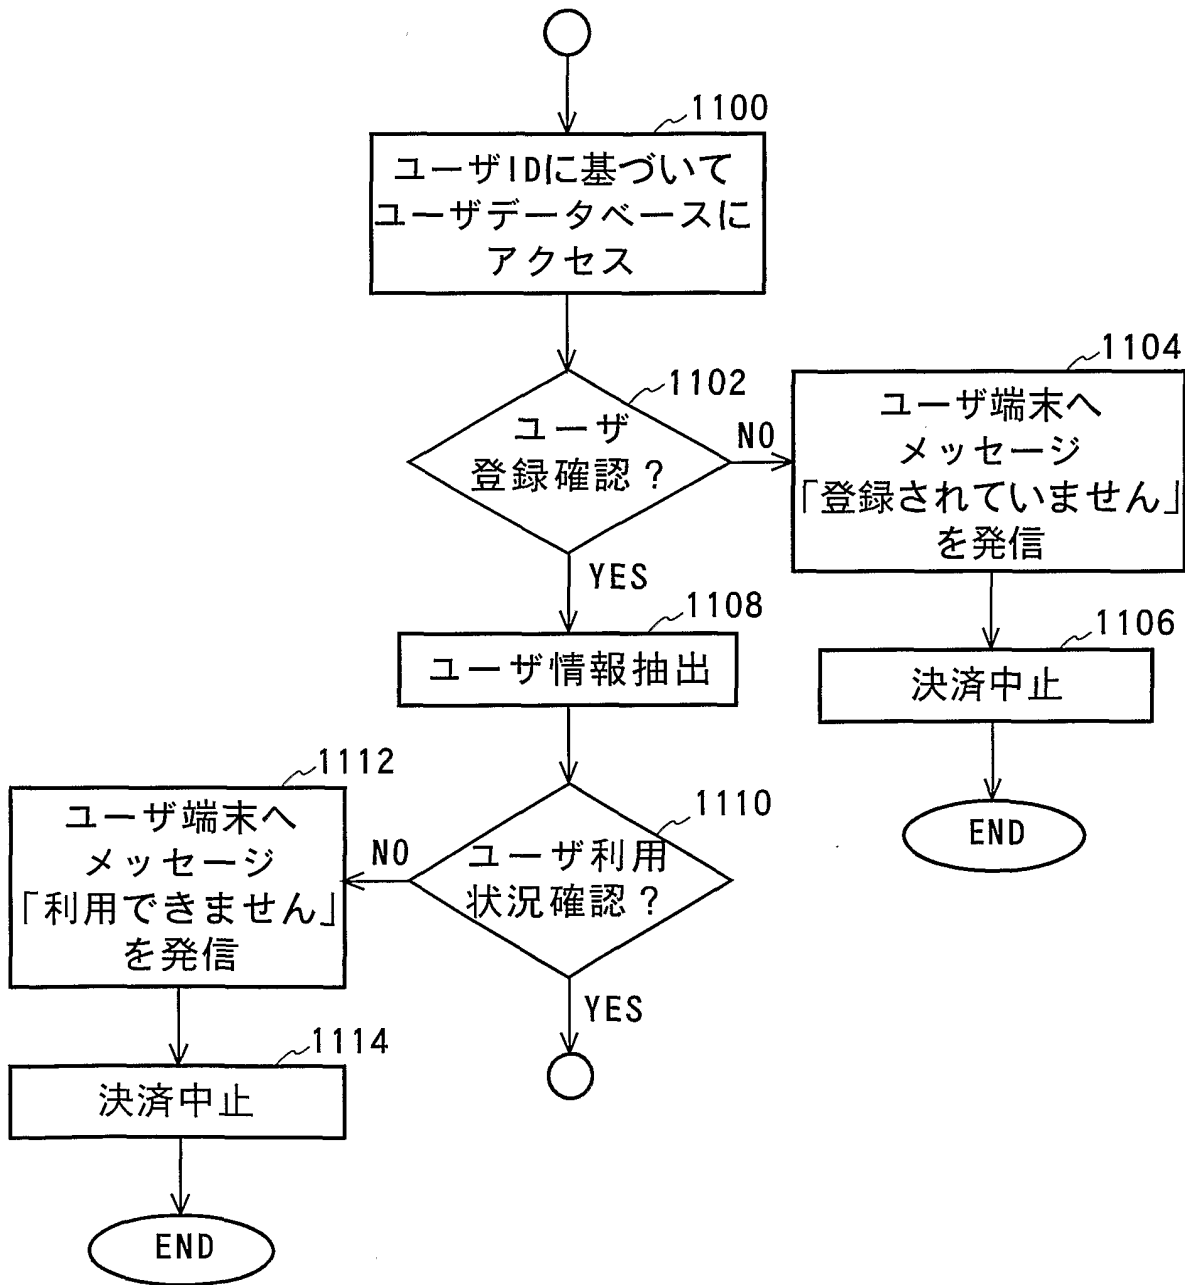 1100
ユーザIDに基づいて
ユーザデータベースに
アクセス
1102
ユーザ
登録確認？
NO
1104
ユーザ端末へ
メッセージ
「登録されていません」
を発信
YES
1106
決済中止
END
1108
ユーザ情報抽出
1110
ユーザ利用
状況確認？
NO
1112
ユーザ端末へ
メッセージ
「利用できません」
を発信
YES
1114
決済中止
END